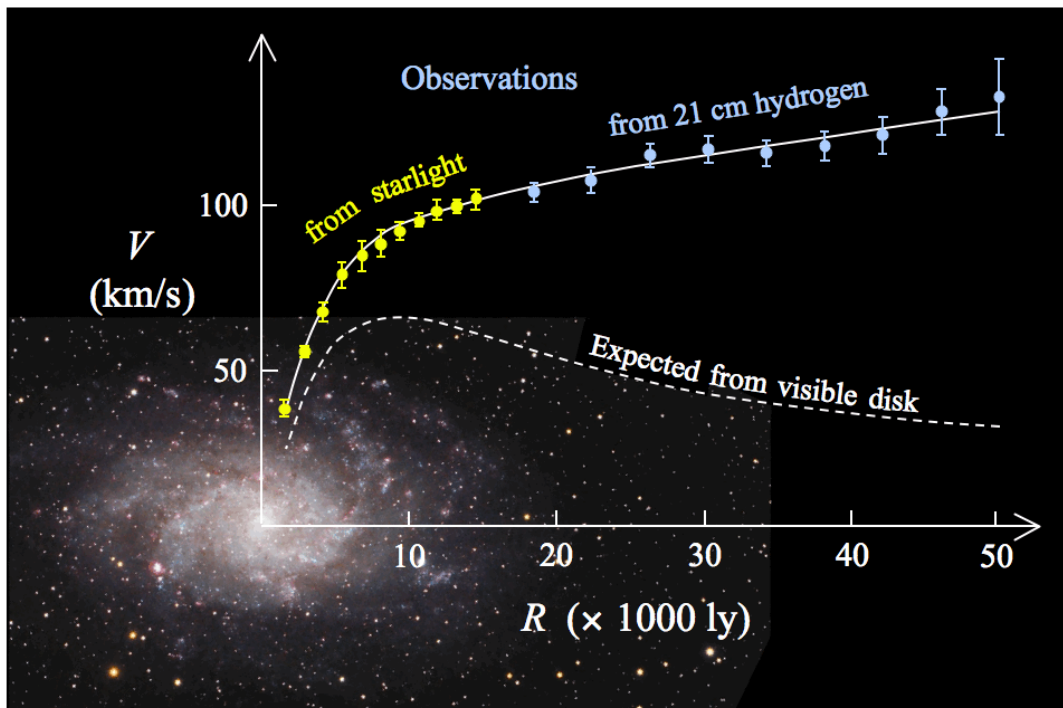 Observations
from 21 cm hydrogen
from starlight
100
V
(km/s)
50
Expected from visible disk
10 20 30 40 50
R (× 1000 ly)